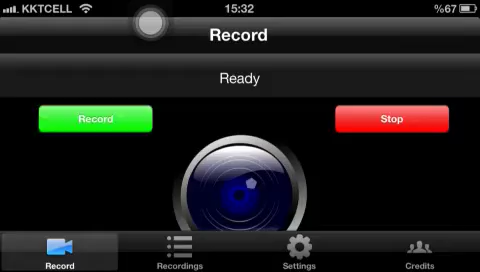 KKTCELL 15:32 %67
Record
Ready
Record Stop
Record Recordings Settings Credits